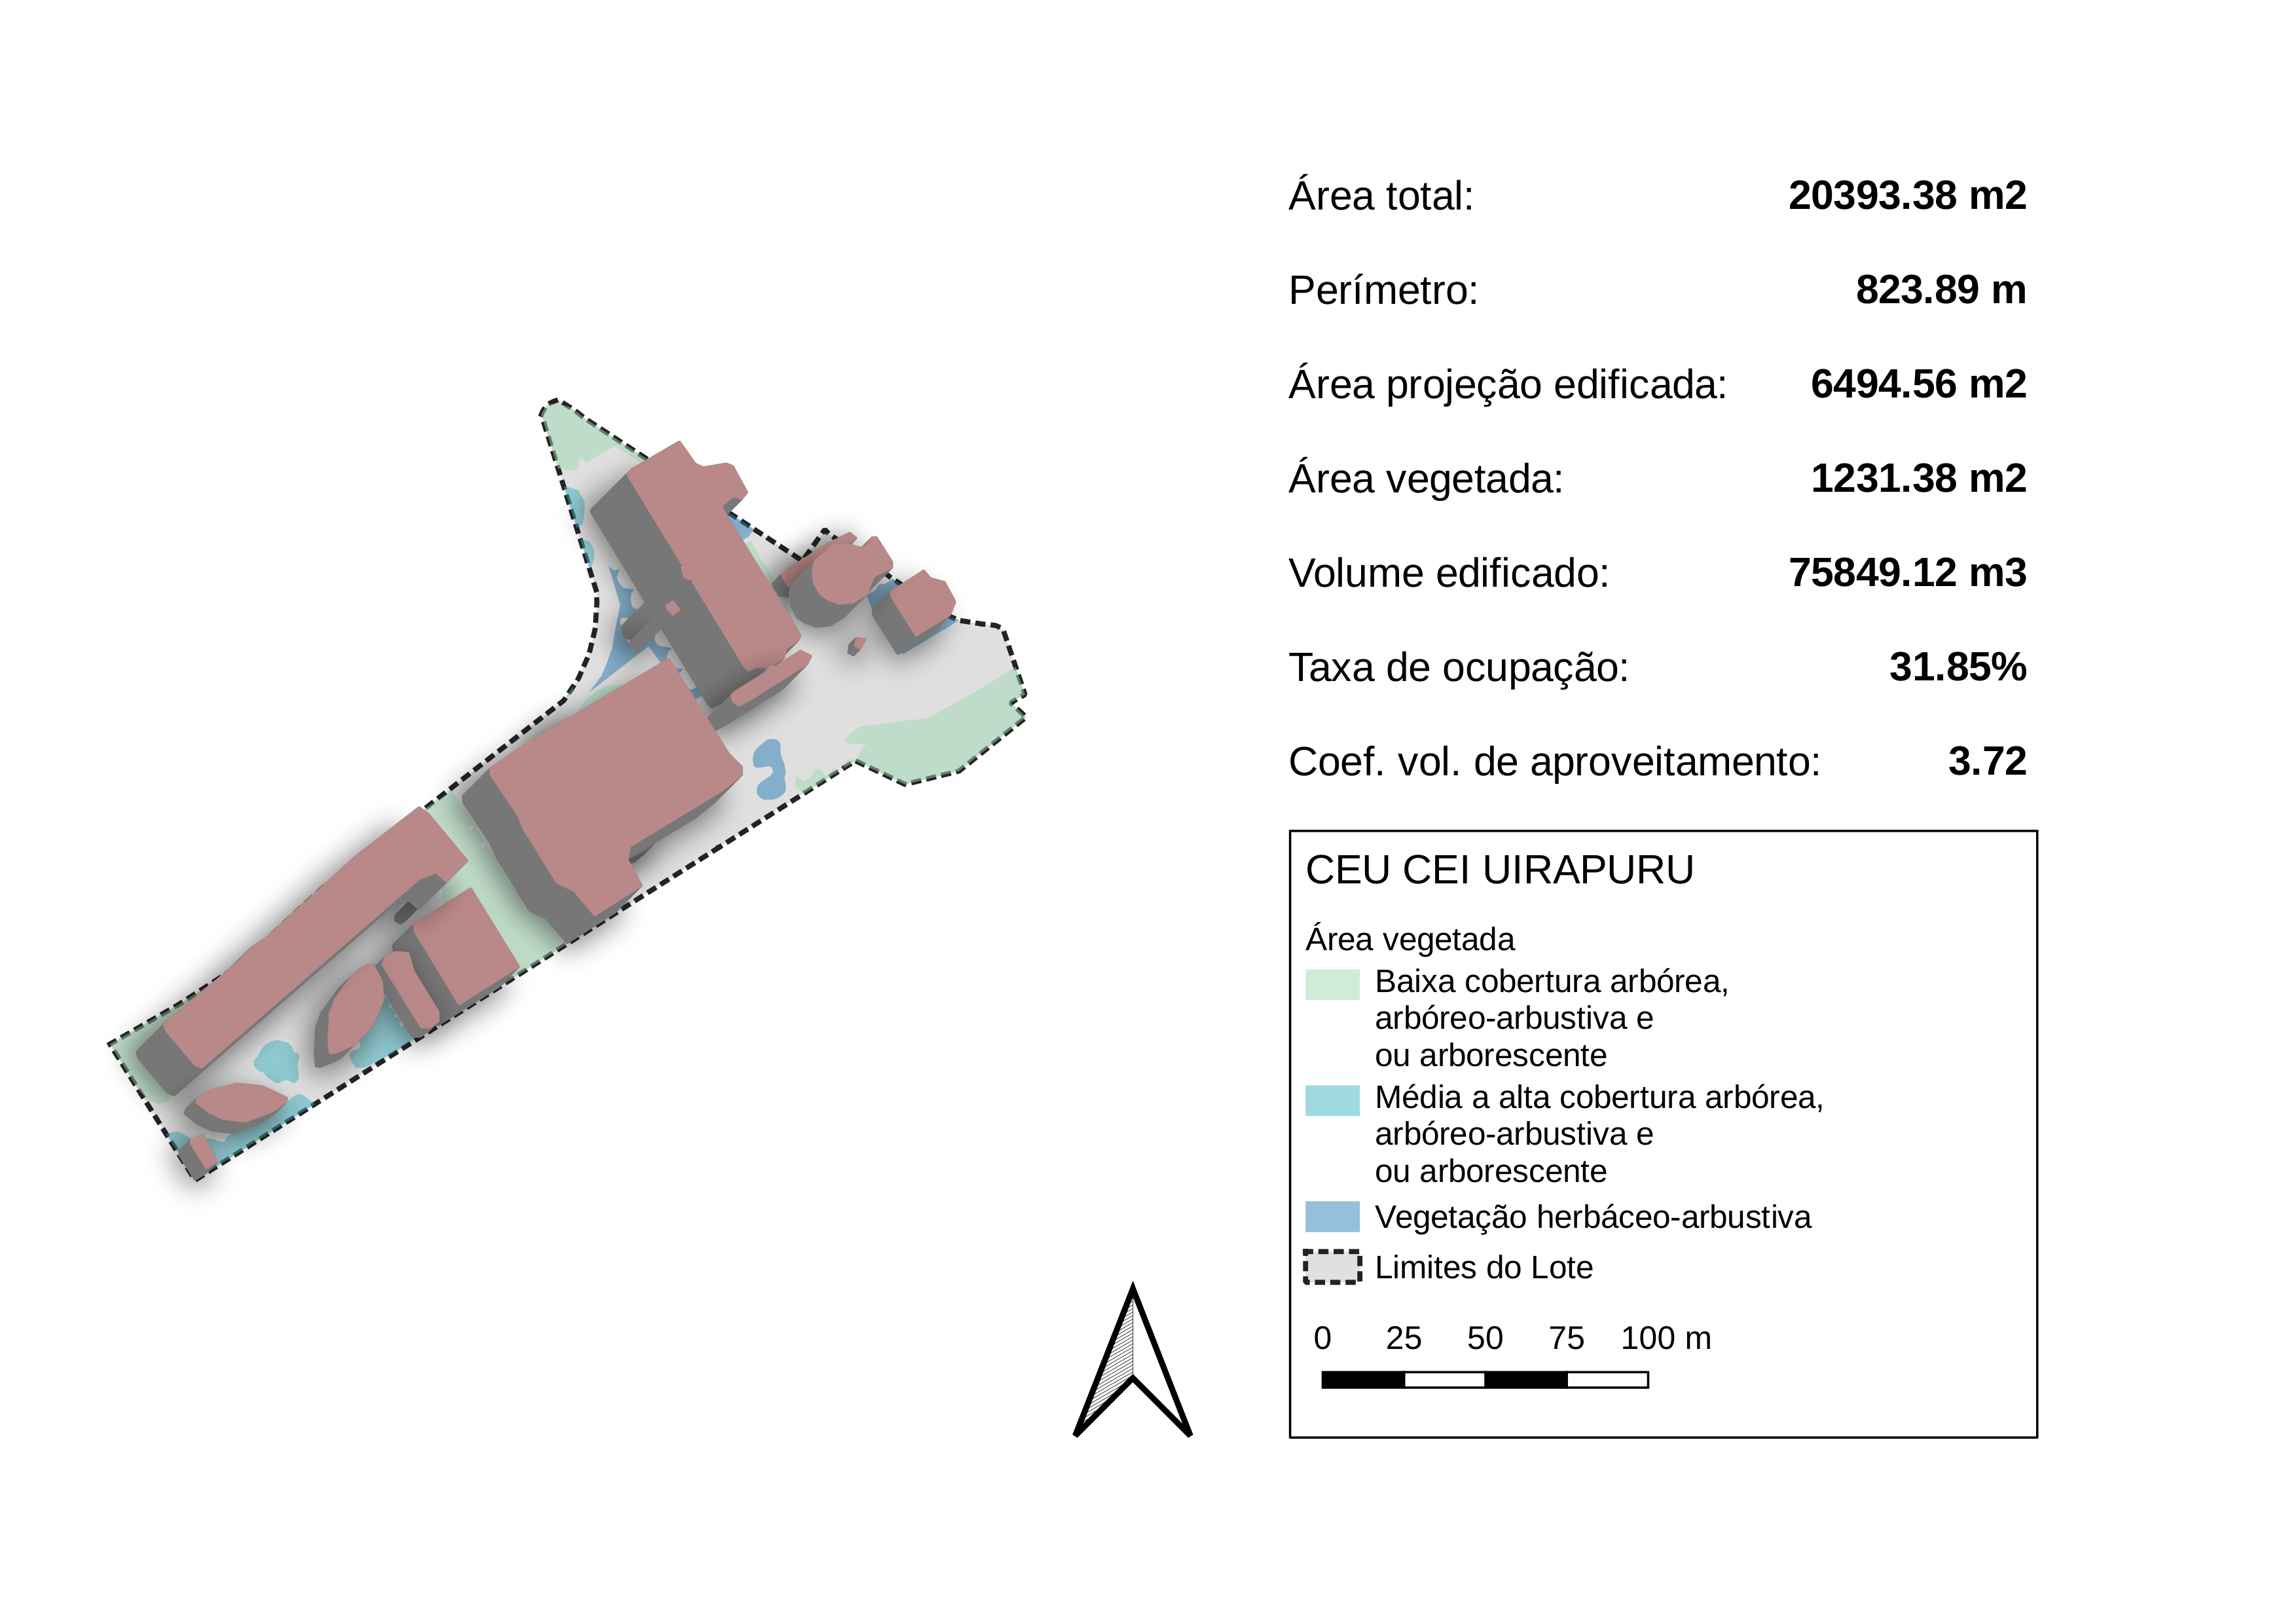 Área total: 20393.38 m2
Perímetro: 823.89 m
Área projeção edificada: 6494.56 m2
Área vegetada: 1231.38 m2
Volume edificado: 75849.12 m3
Taxa de ocupação: 31.85%
Coef. vol. de aproveitamento: 3.72
CEU CEI UIRAPURU
Área vegetada
Baixa cobertura arbórea,
arbóreo-arbustiva e
ou arborescente
Média a alta cobertura arbórea,
arbóreo-arbustiva e
ou arborescente
Vegetação herbáceo-arbustiva
Limites do Lote
0 25 50 75 100 m